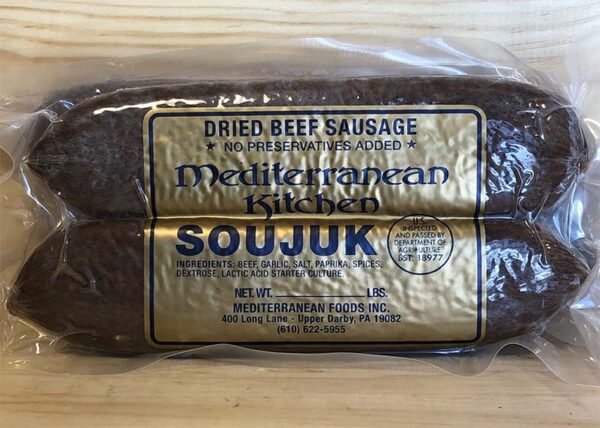 DRIED BEEF SAUSAGE
★ NO PRESERVATIVES ADDED ★
Mediterranean
Kitchen
SOUJUK
U.S.
INSPECTED
AND PASSED BY
DEPARTMENT OF
AGRICULTURE
EST. 18977
INGREDIENTS: BEEF, GARLIC, SALT, PAPRIKA, SPICES,
DEXTROSE, LACTIC ACID STARTER CULTURE.
NET. WT. __________ LBS.
MEDITERRANEAN FOODS INC.
400 Long Lane - Upper Darby, PA 19082
(610) 622-5955